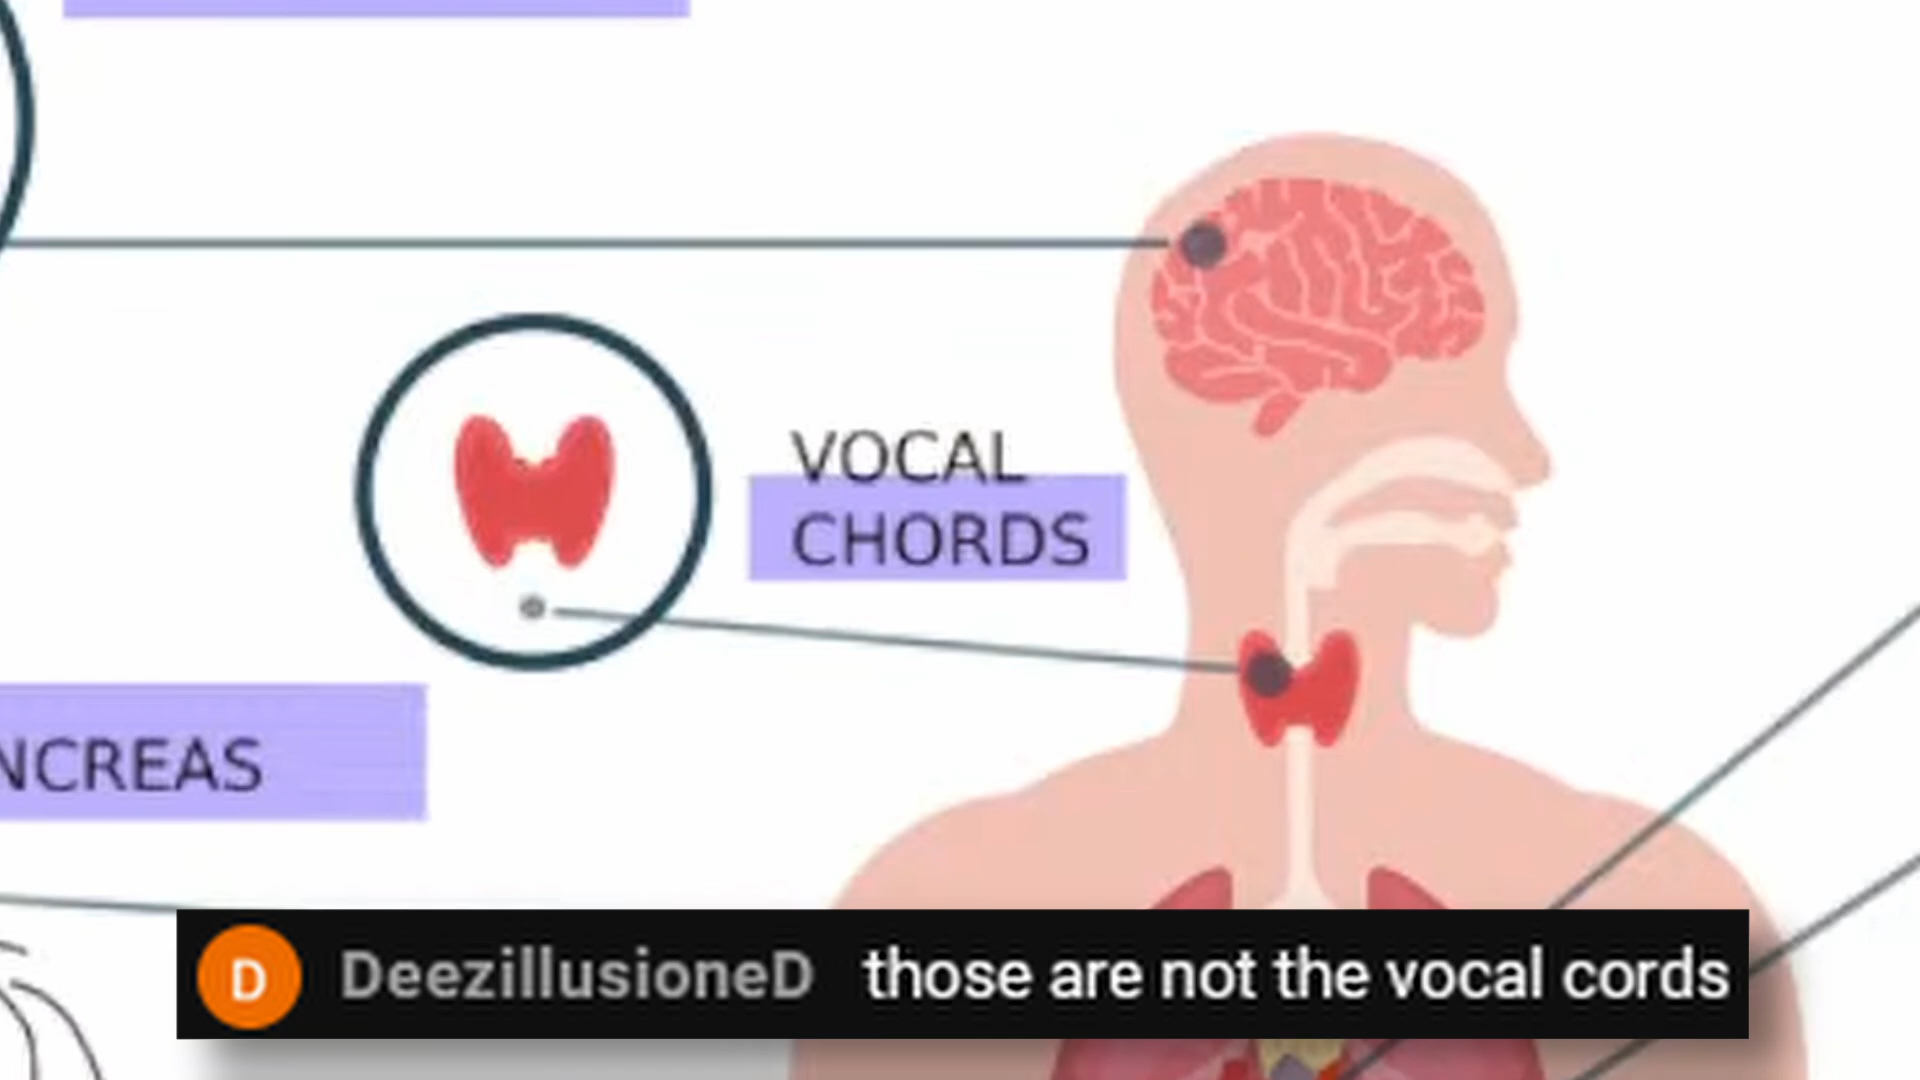 VOCAL
CHORDS
NCREAS
D DeezillusioneD those are not the vocal cords